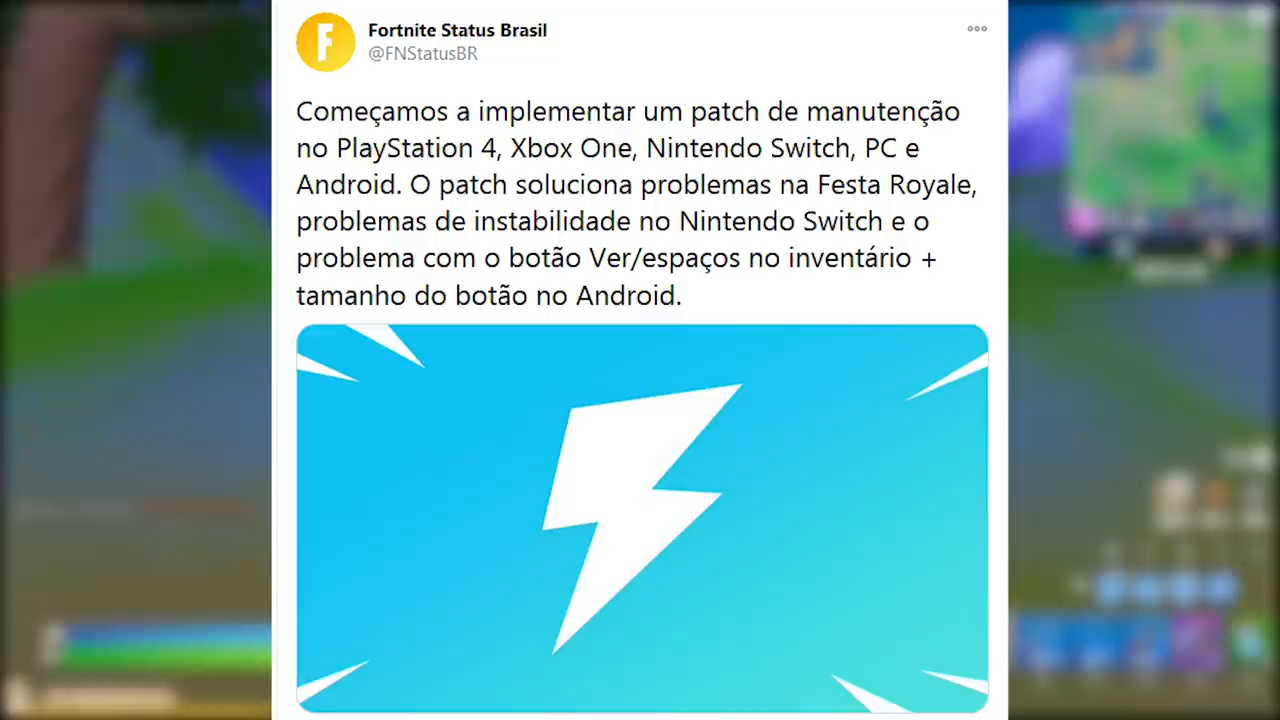 Fortnite Status Brasil
@FNStatusBR
Começamos a implementar um patch de manutenção
no PlayStation 4, Xbox One, Nintendo Switch, PC e
Android. O patch soluciona problemas na Festa Royale,
problemas de instabilidade no Nintendo Switch e o
problema com o botão Ver/espaços no inventário +
tamanho do botão no Android.